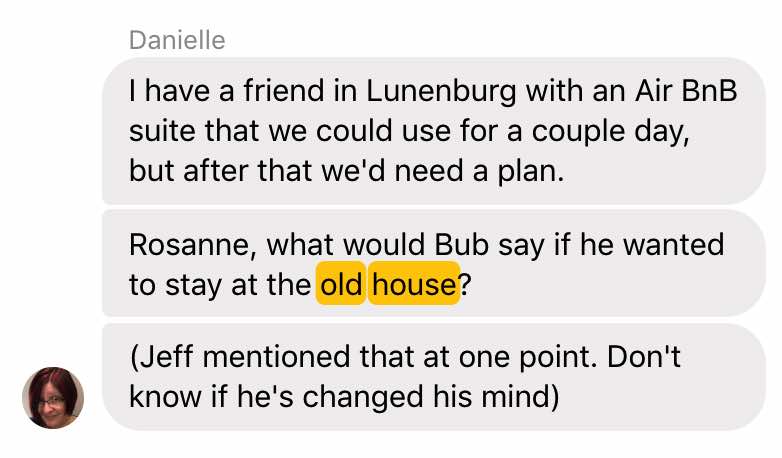 Danielle
I have a friend in Lunenburg with an Air BnB
suite that we could use for a couple day,
but after that we'd need a plan.
Rosanne, what would Bub say if he wanted
to stay at the old house?
(Jeff mentioned that at one point. Don't
know if he's changed his mind)